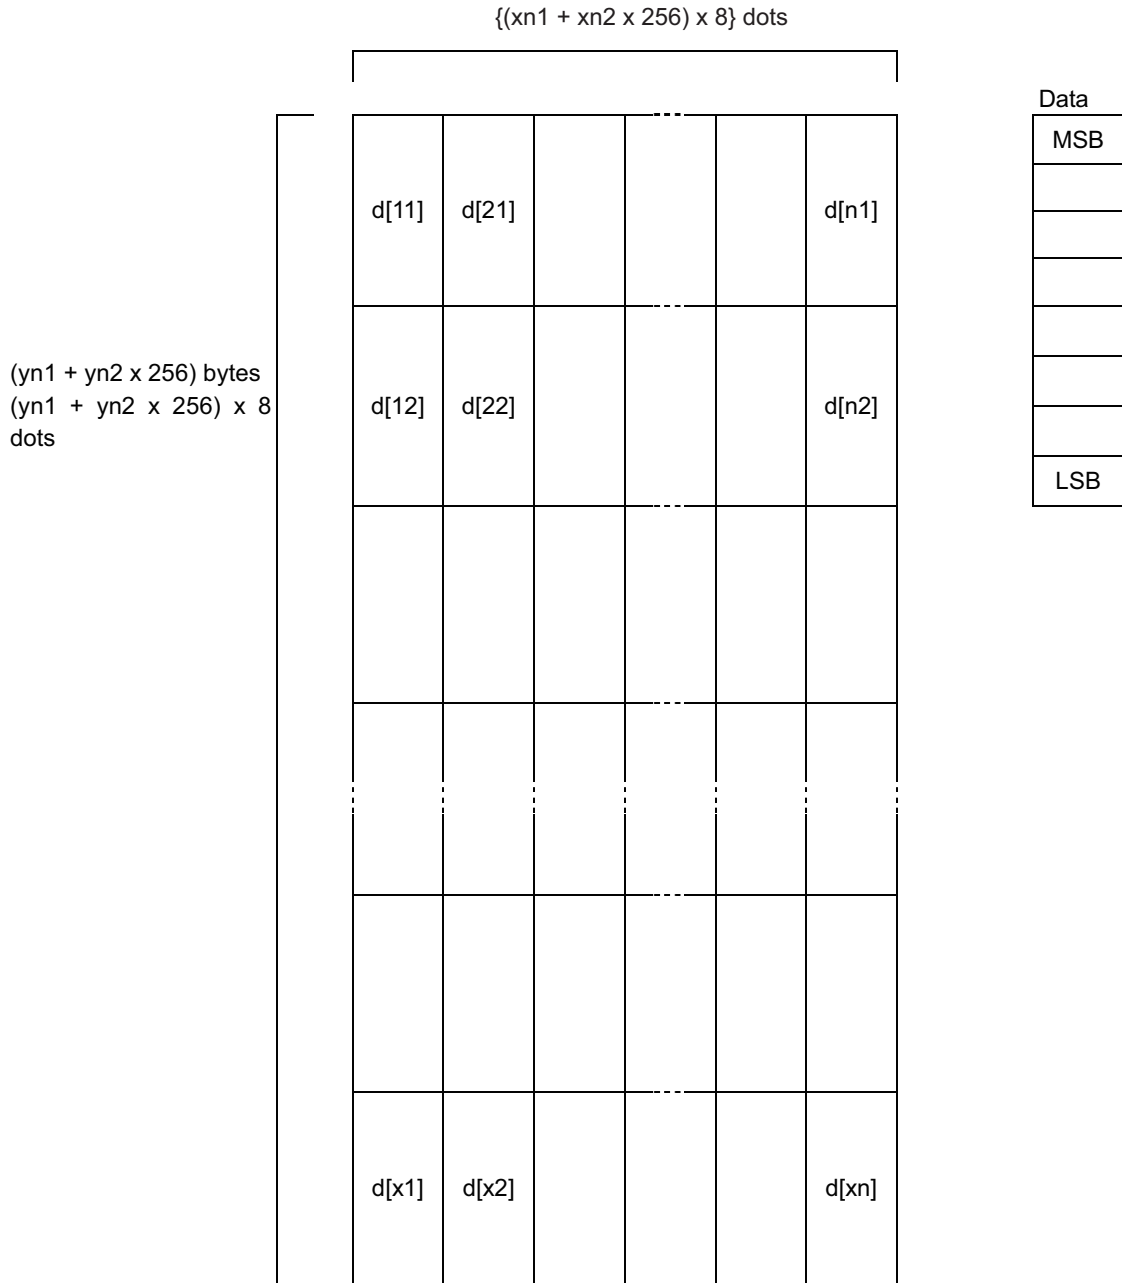 {(xn1 + xn2 x 256) x 8} dots
Data
MSB
d[11] d[21] d[n1]
(yn1 + yn2 x 256) bytes
(yn1 + yn2 x 256) x 8
dots
d[12] d[22] d[n2]
LSB
d[x1] d[x2] d[xn]